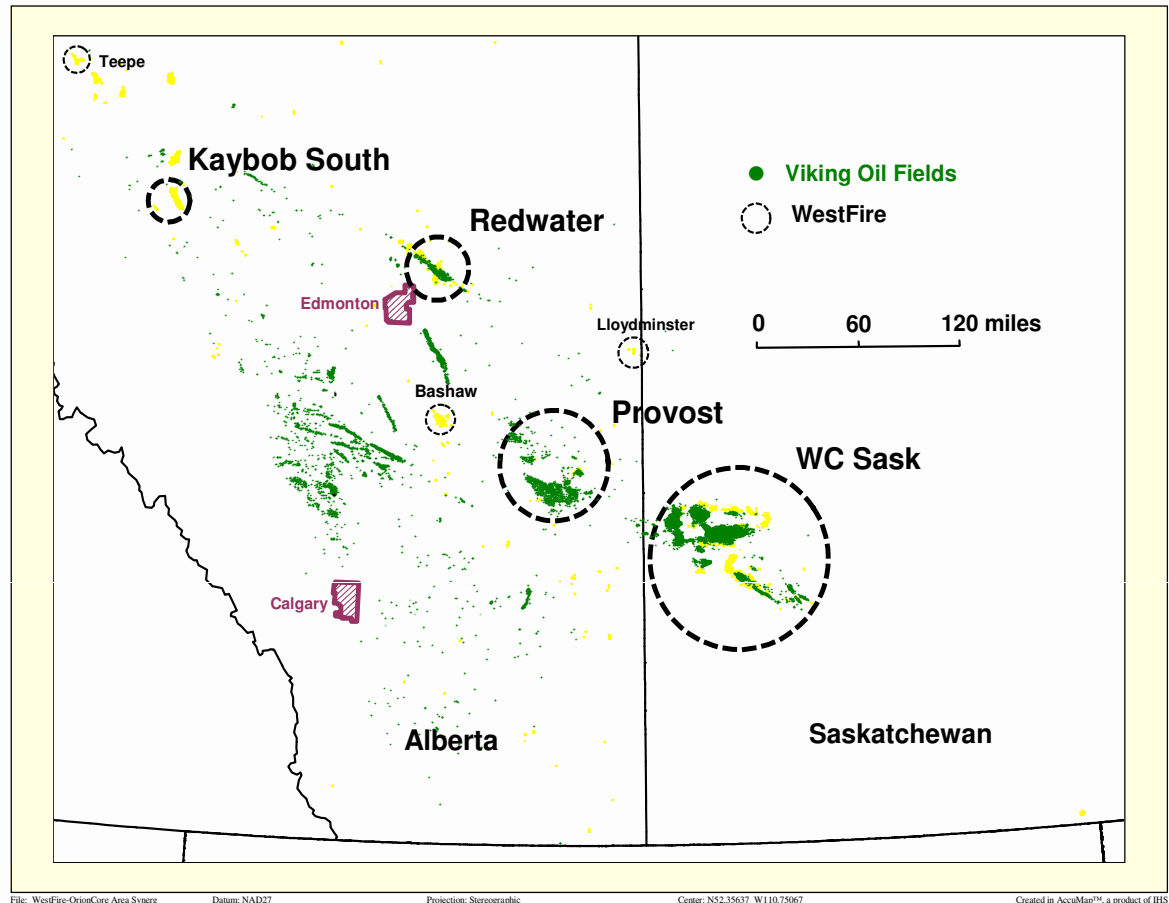 Teepe
Kaybob South
Viking Oil Fields
WestFire
Redwater
Edmonton
Lloydminster
0 60 120 miles
Bashaw
Provost
WC Sask
Calgary
Alberta
Saskatchewan
File: WestFire-OrionCore Area Synerg Datum: NAD27 Projection: Stereographic Center: N52.35637 W110.75067 Created in AccuMap™, a product of IHS